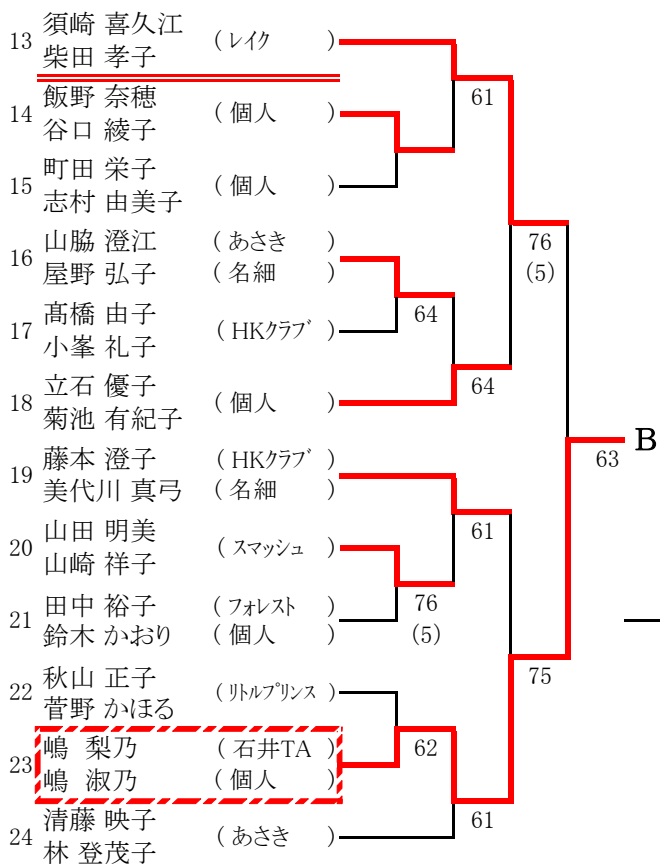 13 須崎 喜久江 (レイク)
柴田 孝子
61
14 飯野 奈穂 (個人)
谷口 綾子
15 町田 栄子 (個人)
志村 由美子
76
(5)
16 山脇 澄江 (あさき)
屋野 弘子 (名細)
64
17 髙橋 由子 (HKクラブ)
小峯 礼子
64
18 立石 優子 (個人)
菊池 有紀子
63 B
19 藤本 澄子 (HKクラブ)
美代川 真弓 (名細)
61
20 山田 明美 (スマッシュ)
山崎 祥子
76
(5)
21 田中 裕子 (フォレスト)
鈴木 かおり (個人)
75
22 秋山 正子 (リトルプリンス)
菅野 かほる
62
23 嶋 梨乃 (石井TA)
嶋 淑乃 (個人)
61
24 清藤 映子 (あさき)
林 登茂子